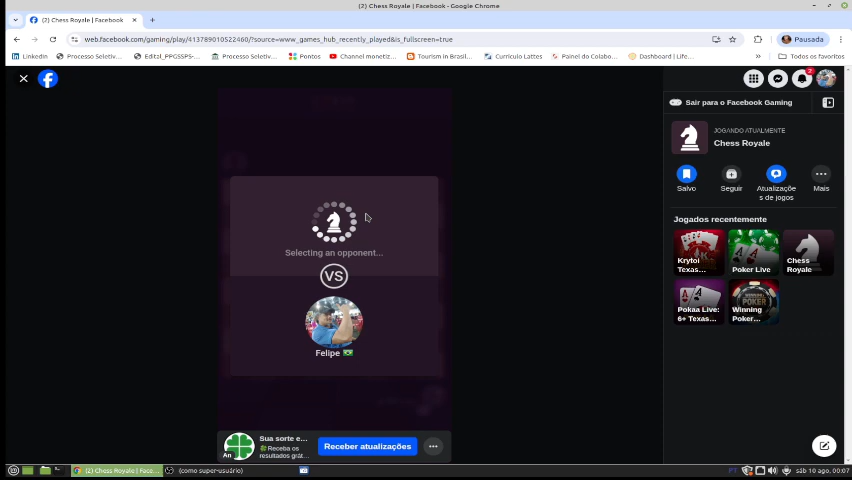 (2) Chess Royale | Facebook - Google Chrome
(2) Chess Royale | Facebook
web.facebook.com/gaming/play/413789010522460/?source=www_games_hub_recently_played&is_fullscreen=true
Pausada
LinkedIn
Processo Seletiv...
Edital_PPGSSPS-...
Processo Seletiv...
Pontos
Channel monetiz...
Tourism in Brasil...
Currículo Lattes
Painel do Colabo...
Dashboard | Life...
Todos os favoritos
2
Sair para o Facebook Gaming
JOGANDO ATUALMENTE
Chess Royale
Salvo
Seguir
Atualizaçõe
s de jogos
Mais
Jogados recentemente
Krytoi
Texas...
Poker Live
Chess
Royale
Pokaa Live:
6+ Texas...
Winning
Poker...
Selecting an opponent...
VS
Felipe
An
Sua sorte e...
Receba os
resultados grát...
Receber atualizações
(2) Chess Royale | Face...
(como super-usuário)
PT
sáb 10 ago, 00:07